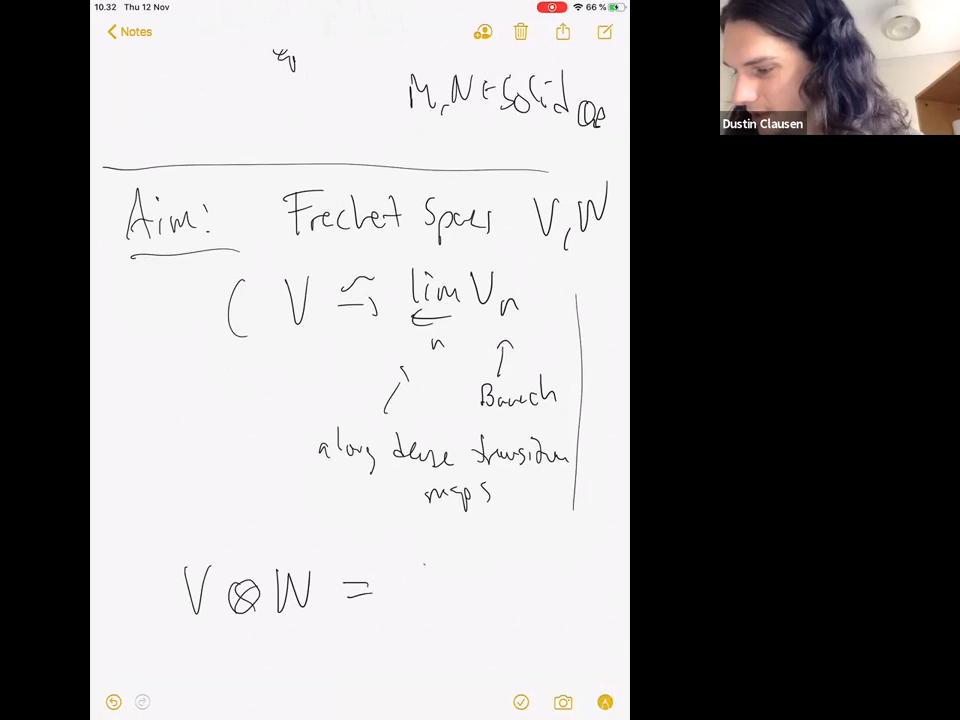 10.32 Thu 12 Nov
66 %
Notes
Dustin Clausen
M, N ∈ Solid
Aim: Frechet spaces V, W
( V ≃ lim V_n
n
Banach
along dense transition
maps
V ⊗ W =